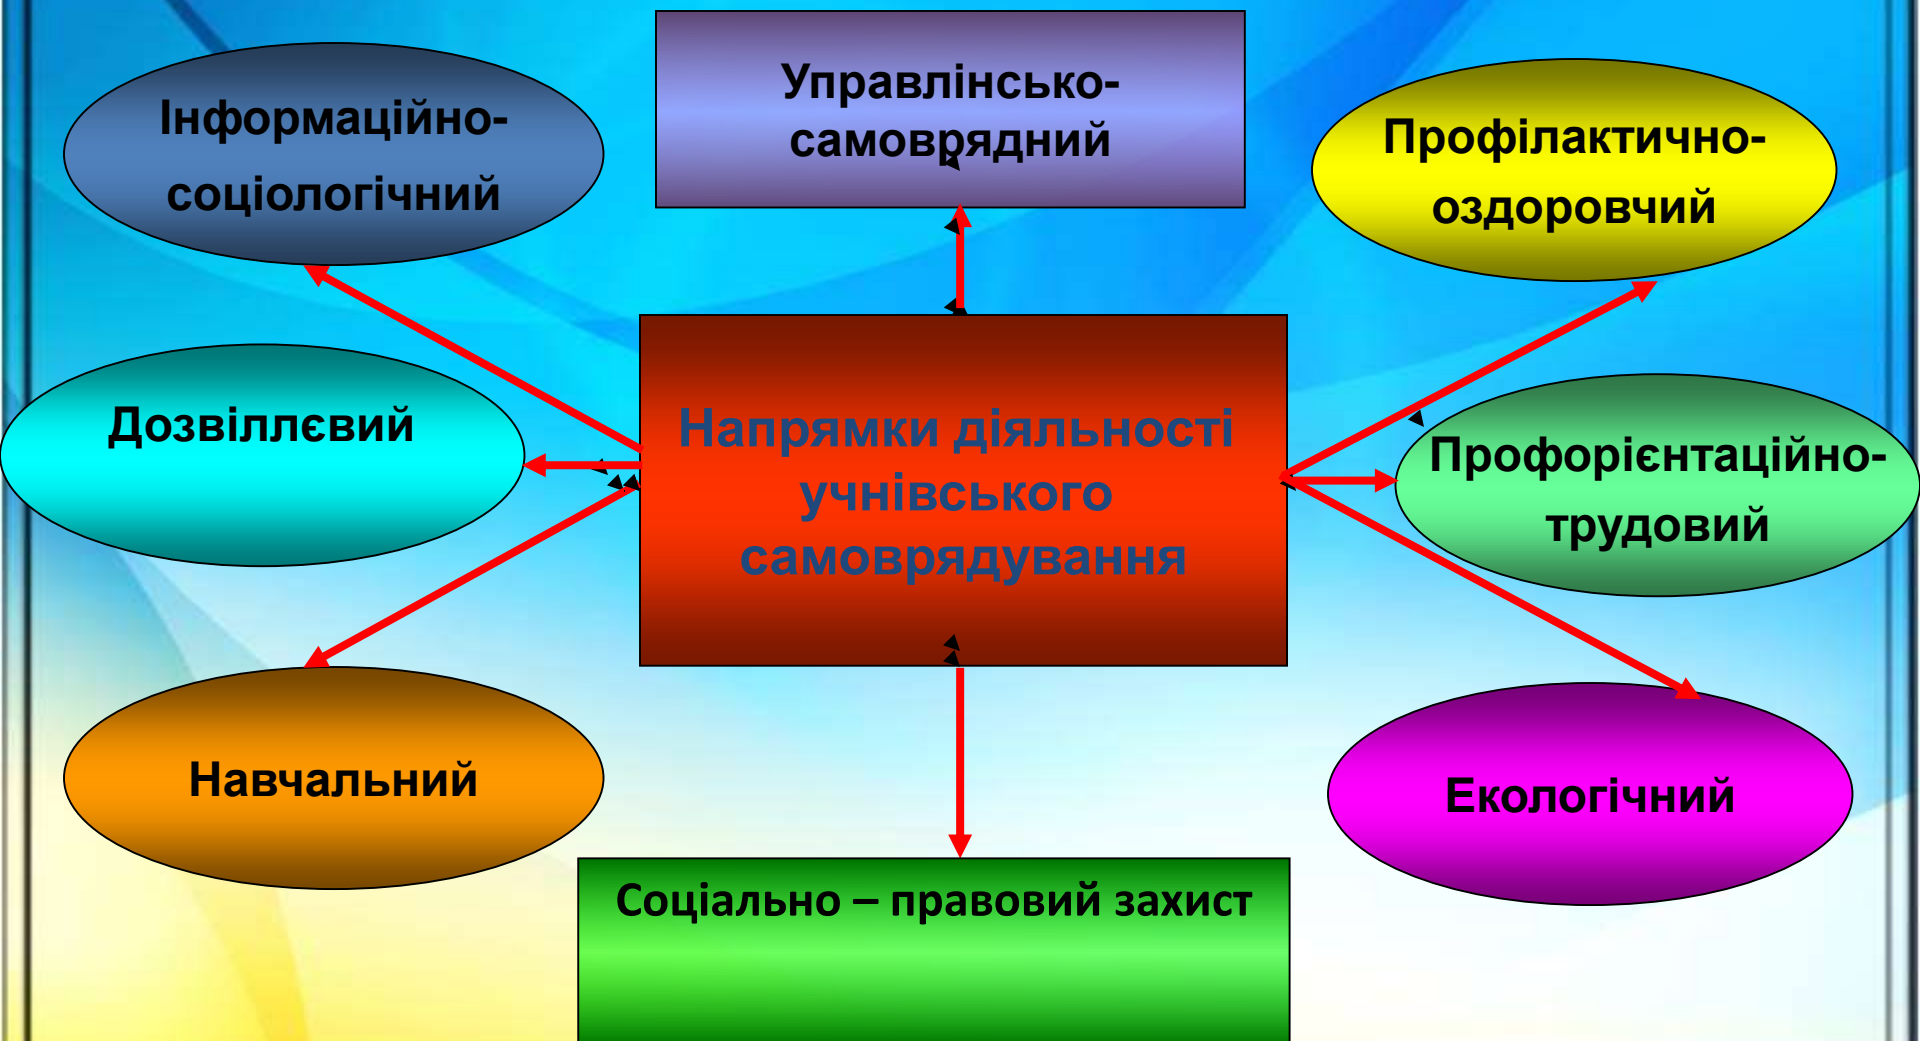 Інформаційно-
соціологічний
Управлінсько-
самоврядний
Профілактично-
оздоровчий
Дозвіллєвий
Напрямки діяльності
учнівського
самоврядування
Профорієнтаційно-
трудовий
Навчальний
Екологічний
Соціально – правовий захист